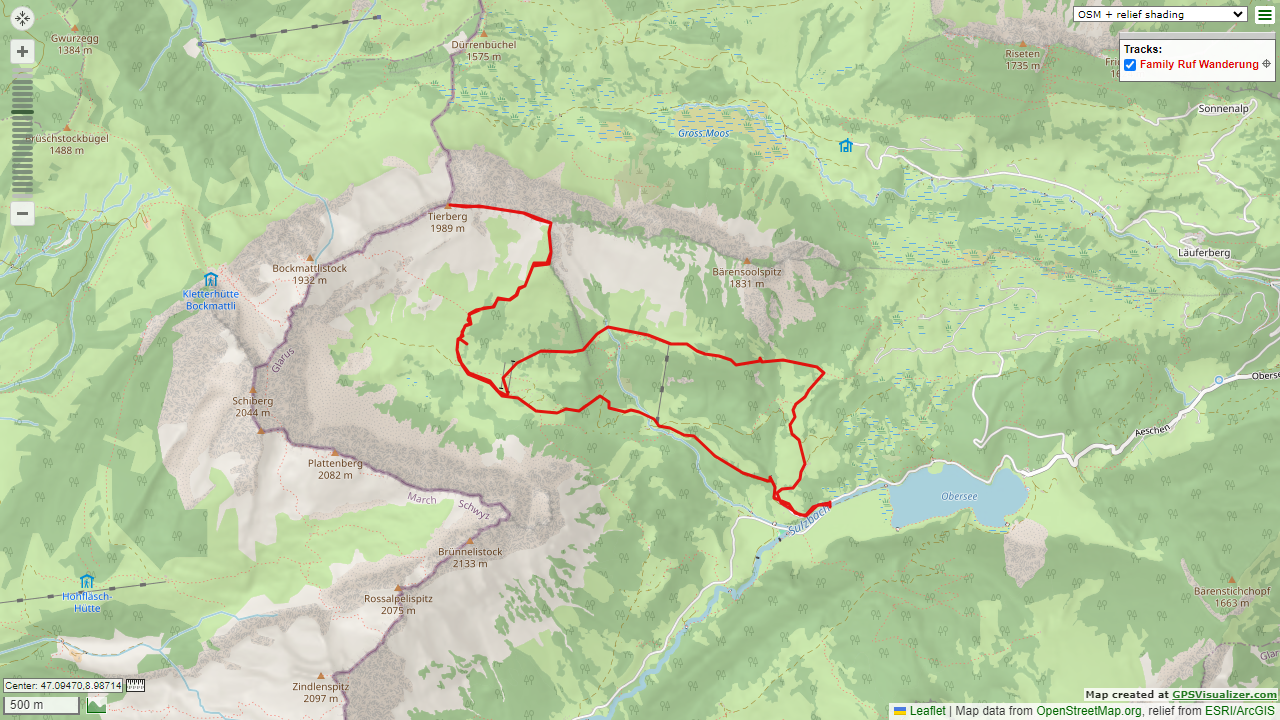 OSM + relief shading
Tracks:
Family Ruf Wanderung
Gwurzegg
1384 m
Dürrenbüchel
1575 m
Riseten
1735 m
Sonnenalp
Bruschstockbügel
1488 m
Gross Moos
Tierberg
1989 m
Läuferberg
Bockmattlistock
1932 m
Bärensoolspitz
1831 m
Kletterhütte
Bockmattli
Glarus
Schiberg
2044 m
Aeschen
Plattenberg
2082 m
March
Schwyz
Obersee
Sulzbach
Brünnelistock
2133 m
Rossalpelispitz
2075 m
Hohfläsch-
Hütte
Bärenstichchopf
1663 m
Zindlenspitz
2097 m
Center: 47.09470,8.98714
500 m
Map created at GPSVisualizer.com
Leaflet | Map data from OpenStreetMap.org, relief from ESRI/ArcGIS